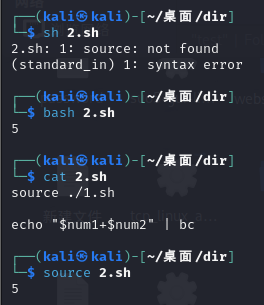 ┌──(kali㉿kali)-[~/桌面/dir]
└─$ sh 2.sh
2.sh: 1: source: not found
(standard_in) 1: syntax error
┌──(kali㉿kali)-[~/桌面/dir]
└─$ bash 2.sh
5
┌──(kali㉿kali)-[~/桌面/dir]
└─$ cat 2.sh
source ./1.sh
echo "$num1+$num2" | bc
┌──(kali㉿kali)-[~/桌面/dir]
└─$ source 2.sh
5